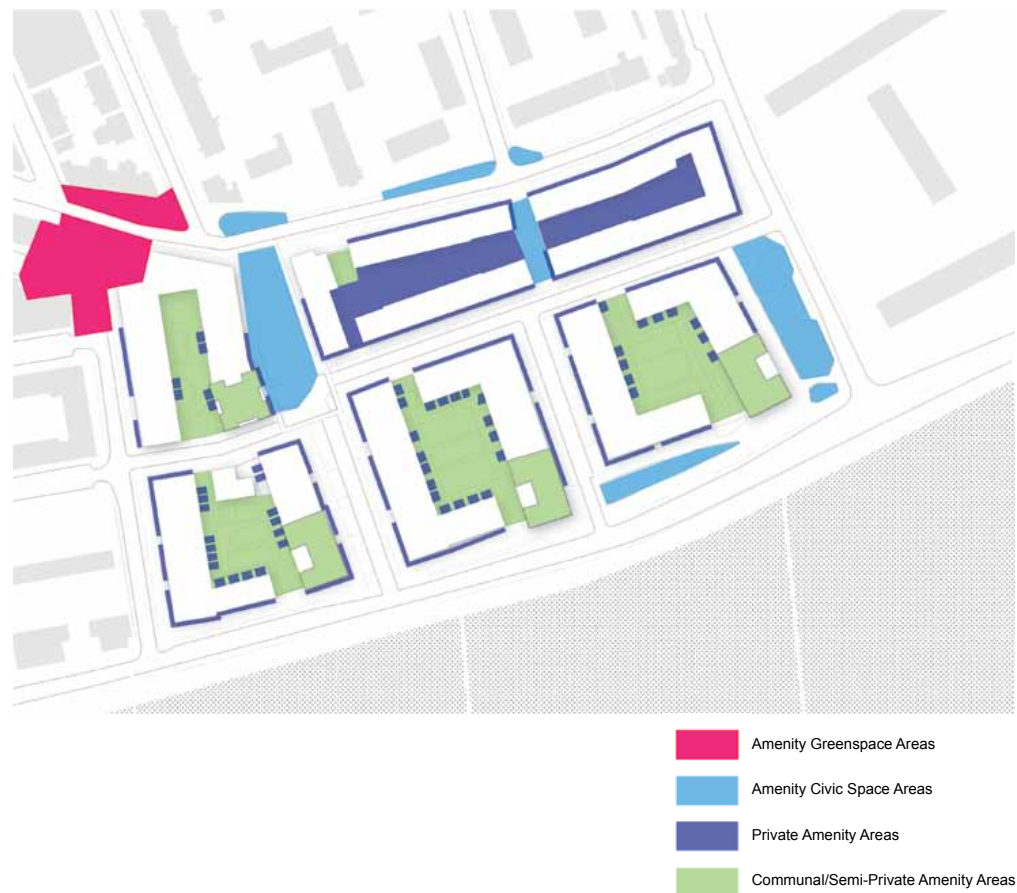 Amenity Greenspace Areas
Amenity Civic Space Areas
Private Amenity Areas
Communal/Semi-Private Amenity Areas